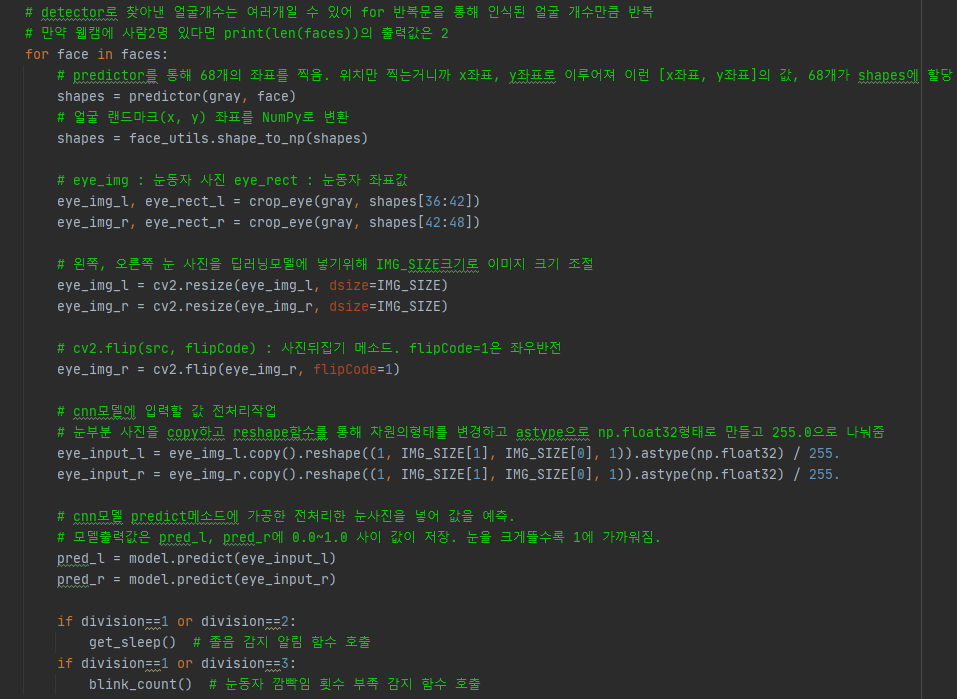 # detector로 찾아낸 얼굴개수는 여러개일 수 있어 for 반복문을 통해 인식된 얼굴 개수만큼 반복
# 만약 웹캠에 사람2명 있다면 print(len(faces))의 출력값은 2
for face in faces:
# predictor를 통해 68개의 좌표를 찍음. 위치만 찍는거니까 x좌표, y좌표로 이루어져 이런 [x좌표, y좌표]의 값, 68개가 shapes에 할당
shapes = predictor(gray, face)
# 얼굴 랜드마크(x, y) 좌표를 NumPy로 변환
shapes = face_utils.shape_to_np(shapes)
# eye_img : 눈동자 사진 eye_rect : 눈동자 좌표값
eye_img_l, eye_rect_l = crop_eye(gray, shapes[36:42])
eye_img_r, eye_rect_r = crop_eye(gray, shapes[42:48])
# 왼쪽, 오른쪽 눈 사진을 딥러닝모델에 넣기위해 IMG_SIZE크기로 이미지 크기 조절
eye_img_l = cv2.resize(eye_img_l, dsize=IMG_SIZE)
eye_img_r = cv2.resize(eye_img_r, dsize=IMG_SIZE)
# cv2.flip(src, flipCode) : 사진뒤집기 메소드. flipCode=1은 좌우반전
eye_img_r = cv2.flip(eye_img_r, flipCode=1)
# cnn모델에 입력할 값 전처리작업
# 눈부분 사진을 copy하고 reshape함수를 통해 차원의형태를 변경하고 astype으로 np.float32형태로 만들고 255.0으로 나눠줌
eye_input_l = eye_img_l.copy().reshape((1, IMG_SIZE[1], IMG_SIZE[0], 1)).astype(np.float32) / 255.
eye_input_r = eye_img_r.copy().reshape((1, IMG_SIZE[1], IMG_SIZE[0], 1)).astype(np.float32) / 255.
# cnn모델 predict메소드에 가공한 전처리한 눈사진을 넣어 값을 예측.
# 모델출력값은 pred_l, pred_r에 0.0~1.0 사이 값이 저장. 눈을 크게뜰수록 1에 가까워짐.
pred_l = model.predict(eye_input_l)
pred_r = model.predict(eye_input_r)
if division==1 or division==2:
get_sleep() # 졸음 감지 알림 함수 호출
if division==1 or division==3:
blink_count() # 눈동자 깜빡임 횟수 부족 감지 함수 호출